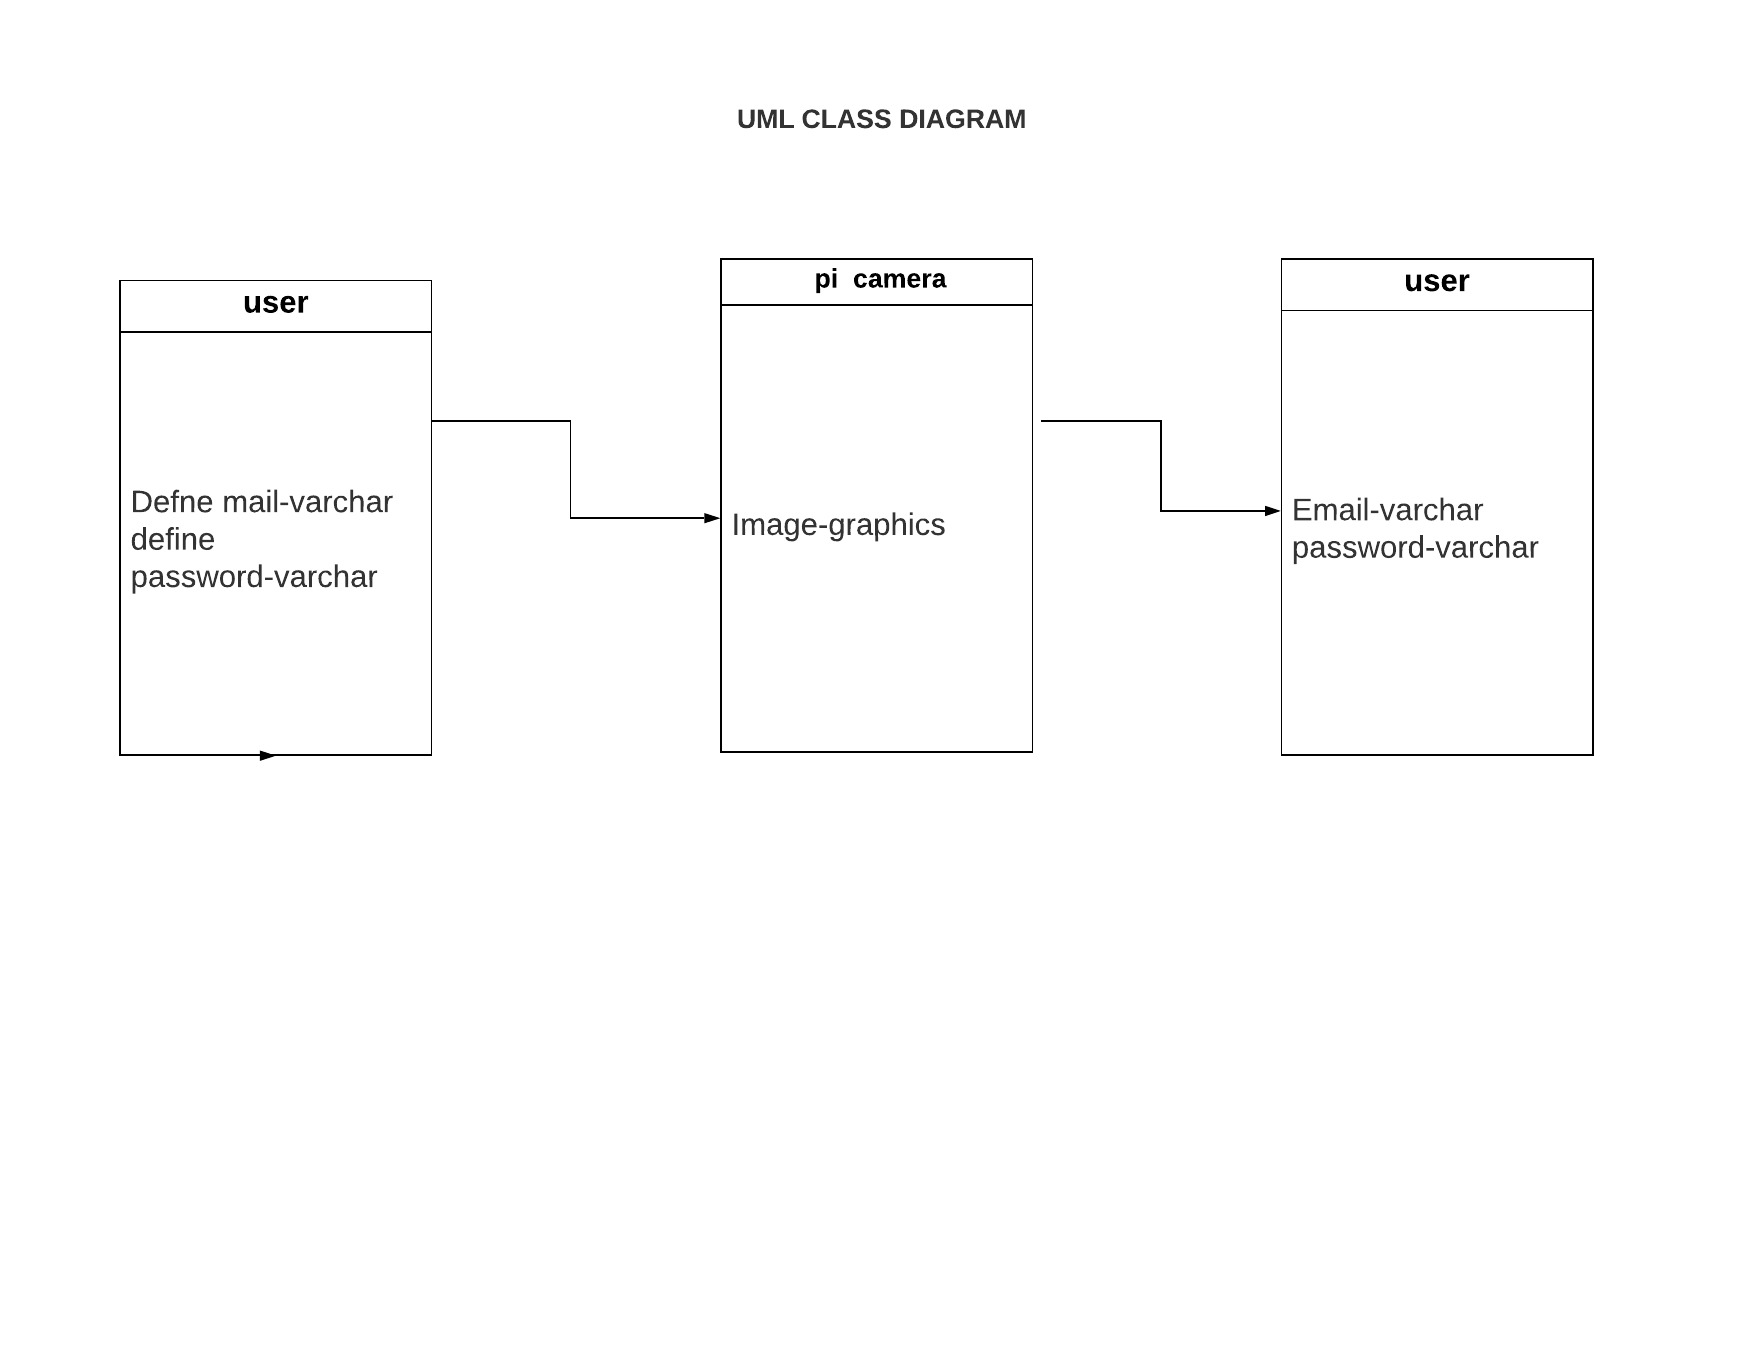 UML CLASS DIAGRAM
user
Defne mail-varchar
define
password-varchar
pi camera
Image-graphics
user
Email-varchar
password-varchar